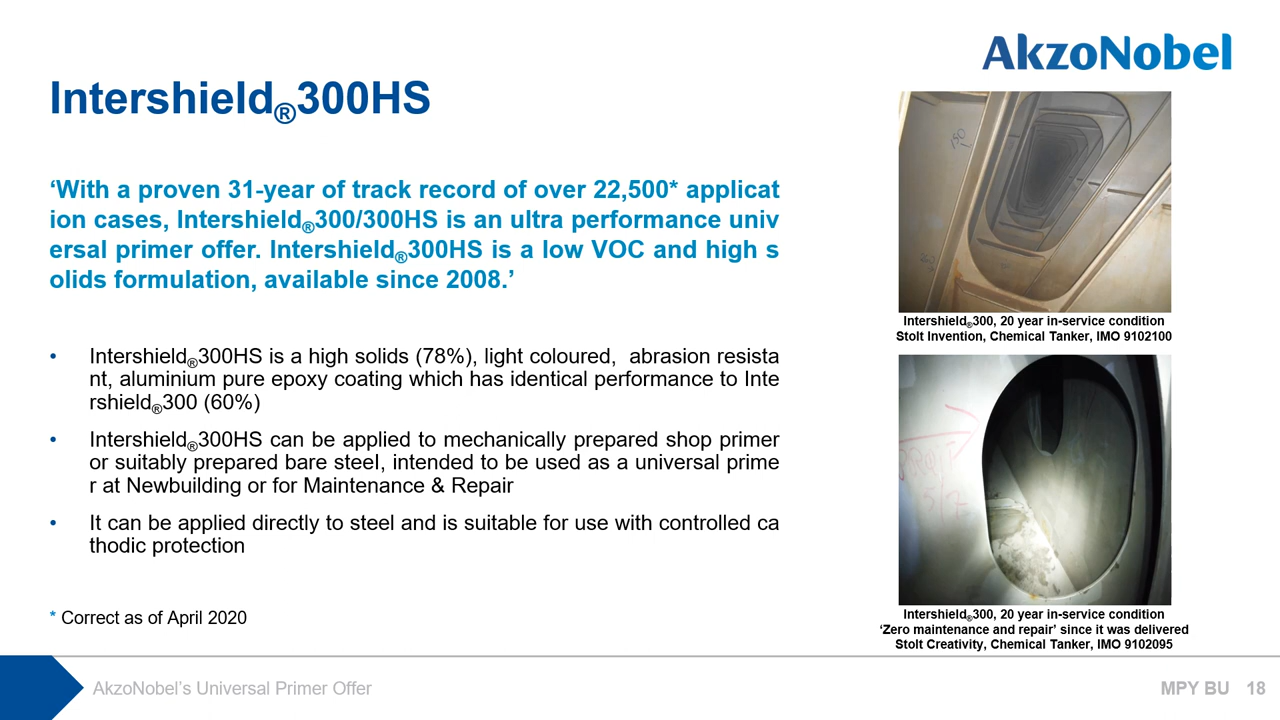 AkzoNobel
Intershield®300HS
‘With a proven 31-year of track record of over 22,500* applicat
ion cases, Intershield®300/300HS is an ultra performance univ
ersal primer offer. Intershield®300HS is a low VOC and high s
olids formulation, available since 2008.’
• Intershield®300HS is a high solids (78%), light coloured,  abrasion resista
nt, aluminium pure epoxy coating which has identical performance to Inte
rshield®300 (60%)
• Intershield®300HS can be applied to mechanically prepared shop primer
or suitably prepared bare steel, intended to be used as a universal prime
r at Newbuilding or for Maintenance & Repair
• It can be applied directly to steel and is suitable for use with controlled ca
thodic protection
* Correct as of April 2020
Intershield®300, 20 year in-service condition
Stolt Invention, Chemical Tanker, IMO 9102100
Intershield®300, 20 year in-service condition
‘Zero maintenance and repair’ since it was delivered
Stolt Creativity, Chemical Tanker, IMO 9102095
AkzoNobel’s Universal Primer Offer
MPY BU 18